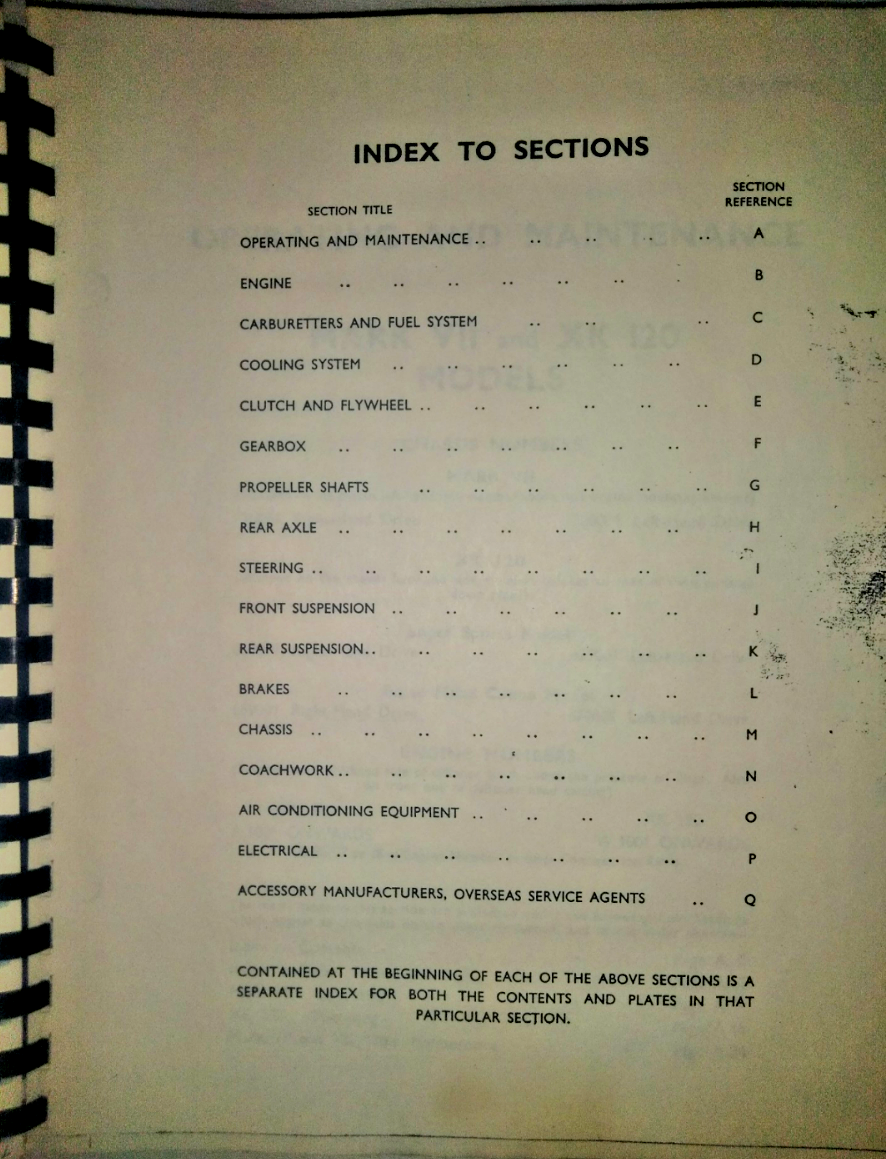 INDEX TO SECTIONS
SECTION TITLE
SECTION
REFERENCE
OPERATING AND MAINTENANCE .. .. .. .. .. A
ENGINE .. .. .. .. .. .. . B
CARBURETTERS AND FUEL SYSTEM .. .. .. C
COOLING SYSTEM .. .. .. .. .. .. D
CLUTCH AND FLYWHEEL .. .. .. .. .. .. E
GEARBOX .. .. .. .. .. .. .. F
PROPELLER SHAFTS .. .. .. .. .. .. G
REAR AXLE .. .. .. .. .. .. .. H
STEERING .. .. .. .. .. .. .. .. I
FRONT SUSPENSION .. .. .. .. .. .. J
REAR SUSPENSION .. .. .. .. .. .. .. K
BRAKES .. .. .. .. .. .. .. L
CHASSIS .. .. .. .. .. .. .. .. M
COACHWORK .. .. .. .. .. .. .. N
AIR CONDITIONING EQUIPMENT .. .. .. .. .. O
ELECTRICAL .. .. .. .. .. .. .. P
ACCESSORY MANUFACTURERS, OVERSEAS SERVICE AGENTS .. Q
CONTAINED AT THE BEGINNING OF EACH OF THE ABOVE SECTIONS IS A
SEPARATE INDEX FOR BOTH THE CONTENTS AND PLATES IN THAT
PARTICULAR SECTION.